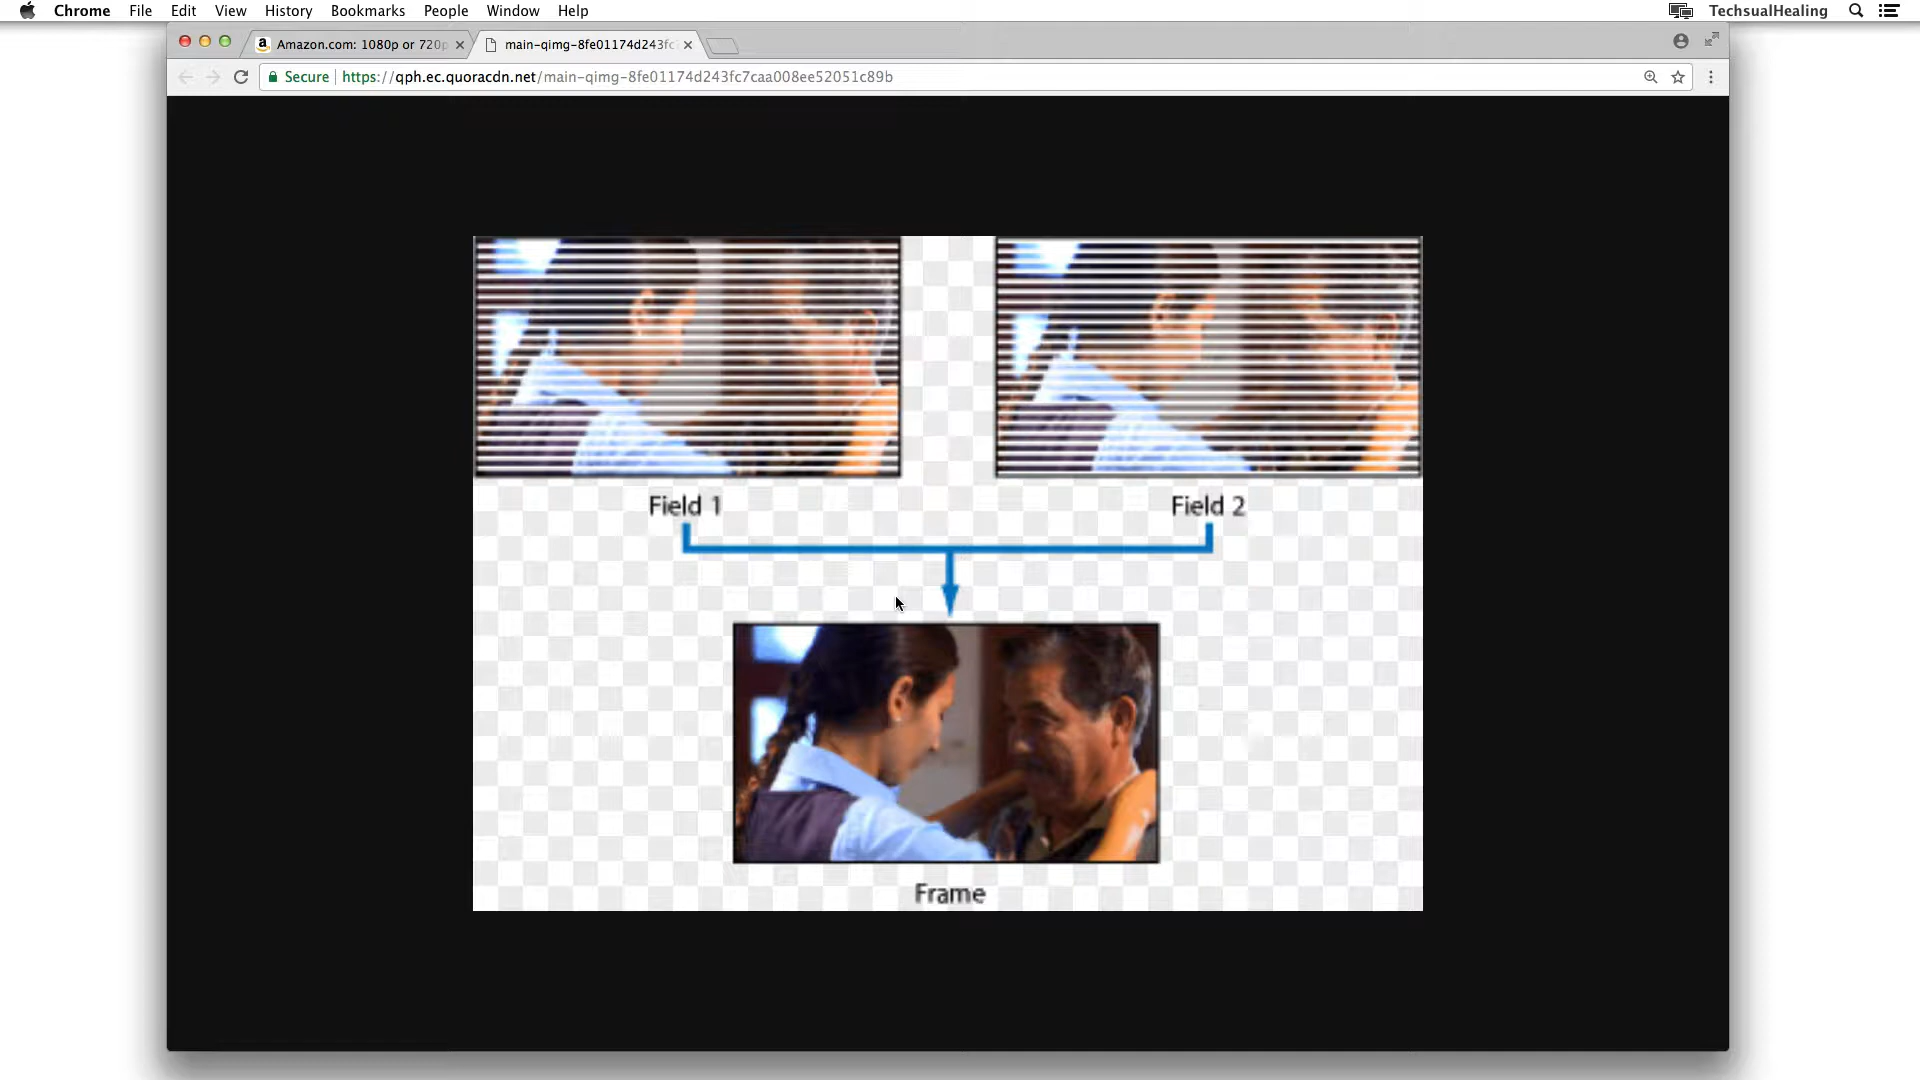 Chrome File Edit View History Bookmarks People Window Help TechsualHealing
Amazon.com: 1080p or 720p main-qimg-8fe01174d243fc
Secure https://qph.ec.quoracdn.net/main-qimg-8fe01174d243fc7caa008ee52051c89b
Field 1 Field 2
Frame